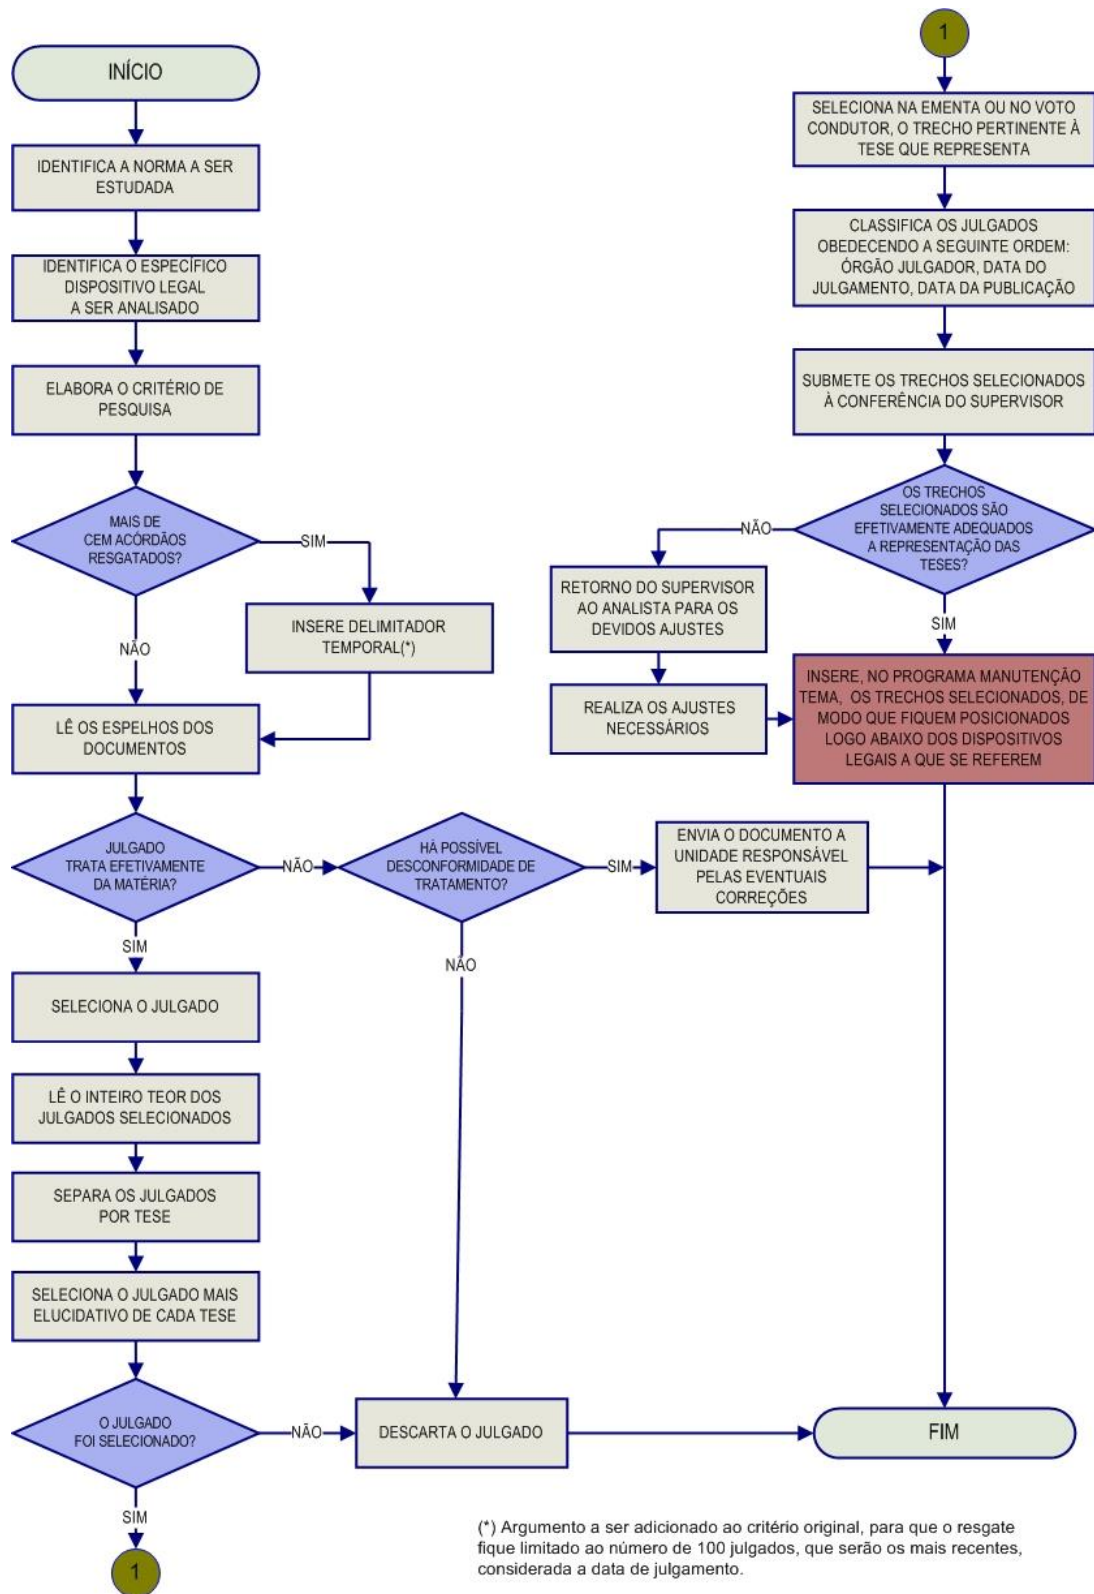 INÍCIO
IDENTIFICA A NORMA A SER
ESTUDADA
IDENTIFICA O ESPECÍFICO
DISPOSITIVO LEGAL
A SER ANALISADO
ELABORA O CRITÉRIO DE
PESQUISA
MAIS DE
CEM ACÓRDÃOS
RESGATADOS?
SIM
INSERE DELIMITADOR
TEMPORAL(*)
NÃO
LÊ OS ESPELHOS DOS
DOCUMENTOS
JULGADO
TRATA EFETIVAMENTE
DA MATÉRIA?
NÃO
HÁ POSSÍVEL
DESCONFORMIDADE DE
TRATAMENTO?
SIM
ENVIA O DOCUMENTO A
UNIDADE RESPONSÁVEL
PELAS EVENTUAIS
CORREÇÕES
NÃO
SIM
SELECIONA O JULGADO
LÊ O INTEIRO TEOR DOS
JULGADOS SELECIONADOS
SEPARA OS JULGADOS
POR TESE
SELECIONA O JULGADO MAIS
ELUCIDATIVO DE CADA TESE
O JULGADO
FOI SELECIONADO?
NÃO
DESCARTA O JULGADO
SIM
1
1
SELECIONA NA EMENTA OU NO VOTO
CONDUTOR, O TRECHO PERTINENTE À
TESE QUE REPRESENTA
CLASSIFICA OS JULGADOS
OBEDECENDO A SEGUINTE ORDEM:
ÓRGÃO JULGADOR, DATA DO
JULGAMENTO, DATA DA PUBLICAÇÃO
SUBMETE OS TRECHOS SELECIONADOS
À CONFERÊNCIA DO SUPERVISOR
OS TRECHOS
SELECIONADOS SÃO
EFETIVAMENTE ADEQUADOS
A REPRESENTAÇÃO DAS
TESES?
NÃO
RETORNO DO SUPERVISOR
AO ANALISTA PARA OS
DEVIDOS AJUSTES
REALIZA OS AJUSTES
NECESSÁRIOS
SIM
INSERE, NO PROGRAMA MANUTENÇÃO
TEMA, OS TRECHOS SELECIONADOS, DE
MODO QUE FIQUEM POSICIONADOS
LOGO ABAIXO DOS DISPOSITIVOS
LEGAIS A QUE SE REFEREM
FIM
(*) Argumento a ser adicionado ao critério original, para que o resgate
fique limitado ao número de 100 julgados, que serão os mais recentes,
considerada a data de julgamento.